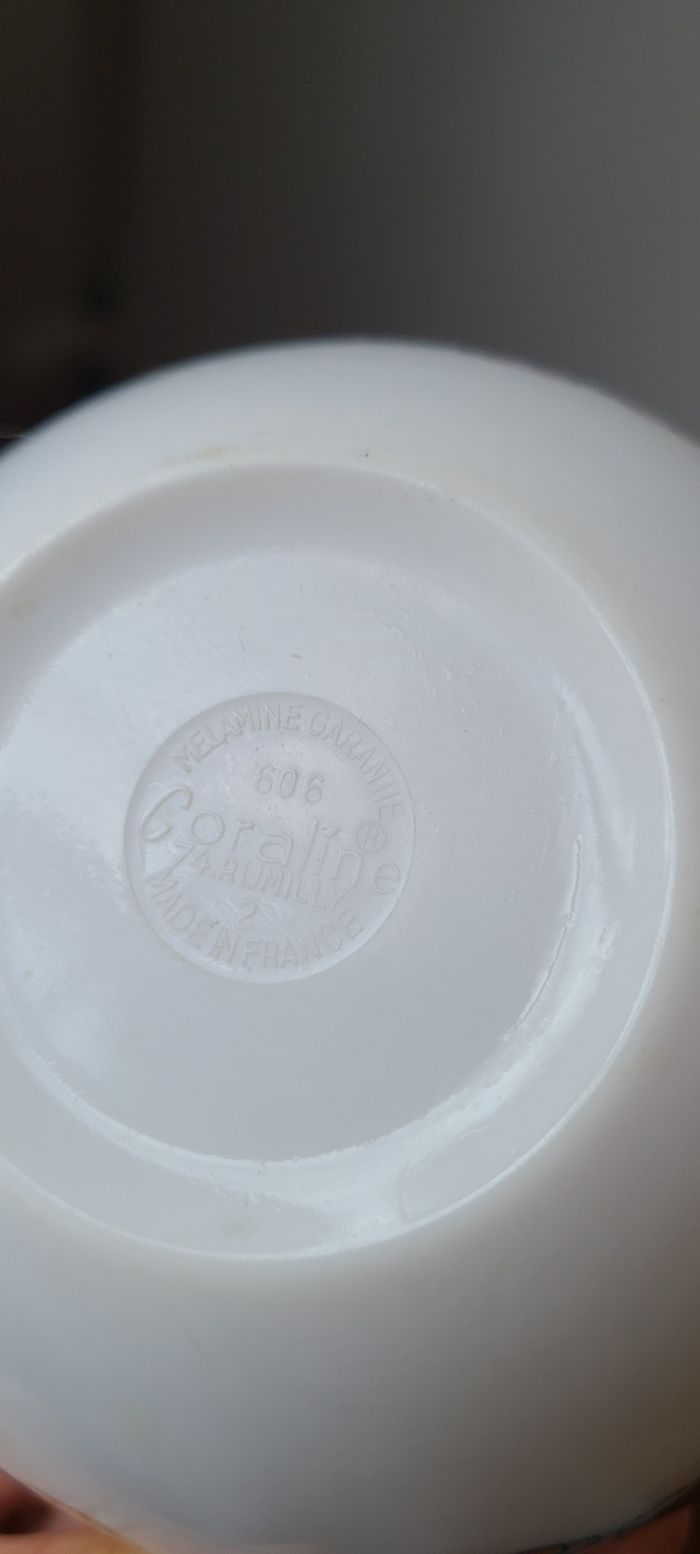 MELAMINE GARANTIE
606
Coraline ®
74.RUMILLY
2
MADE IN FRANCE